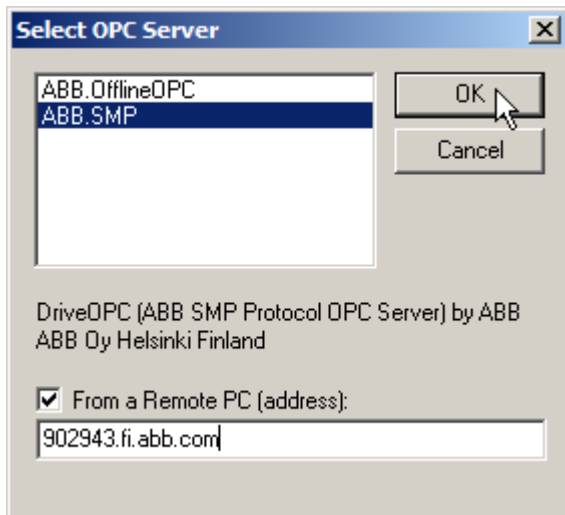 Select OPC Server
ABB.OfflineOPC
ABB.SMP
OK
Cancel
DriveOPC (ABB SMP Protocol OPC Server) by ABB
ABB Oy Helsinki Finland
From a Remote PC (address):
902943.fi.abb.com